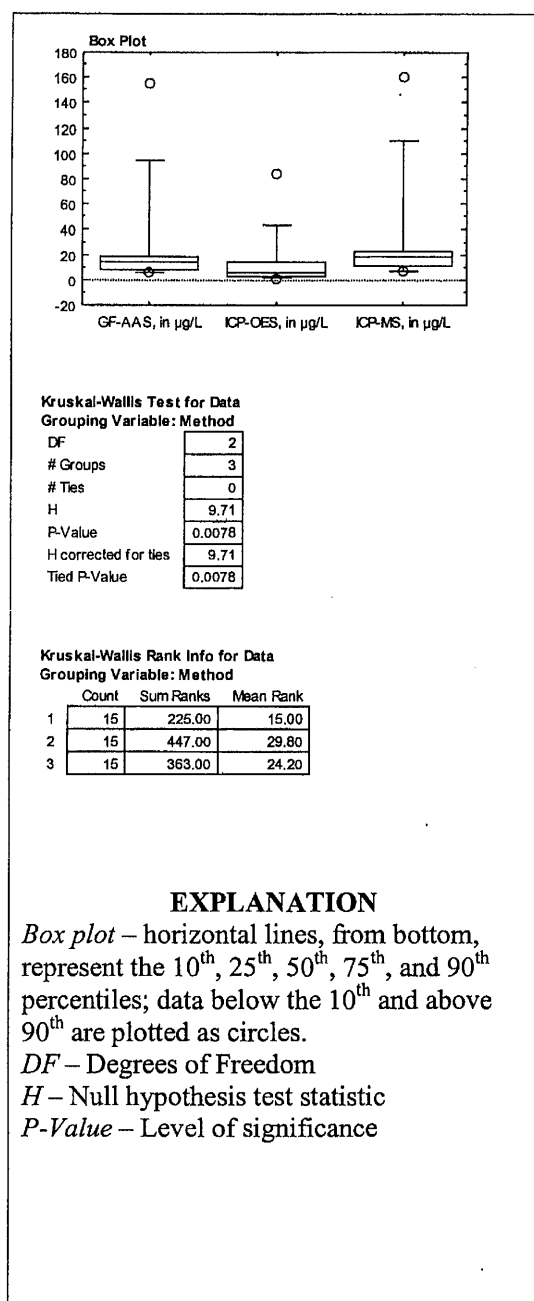 Box Plot
180
160
140
120
100
80
60
40
20
0
-20
GF-AAS, in µg/L ICP-OES, in µg/L ICP-MS, in µg/L
Kruskal-Wallis Test for Data
Grouping Variable: Method
DF 2
# Groups 3
# Ties 0
H 9.71
P-Value 0.0078
H corrected for ties 9.71
Tied P-Value 0.0078
Kruskal-Wallis Rank Info for Data
Grouping Variable: Method
Count Sum Ranks Mean Rank
1 15 225.00 15.00
2 15 447.00 29.80
3 15 363.00 24.20
EXPLANATION
Box plot – horizontal lines, from bottom,
represent the 10th, 25th, 50th, 75th, and 90th
percentiles; data below the 10th and above
90th are plotted as circles.
DF – Degrees of Freedom
H – Null hypothesis test statistic
P-Value – Level of significance